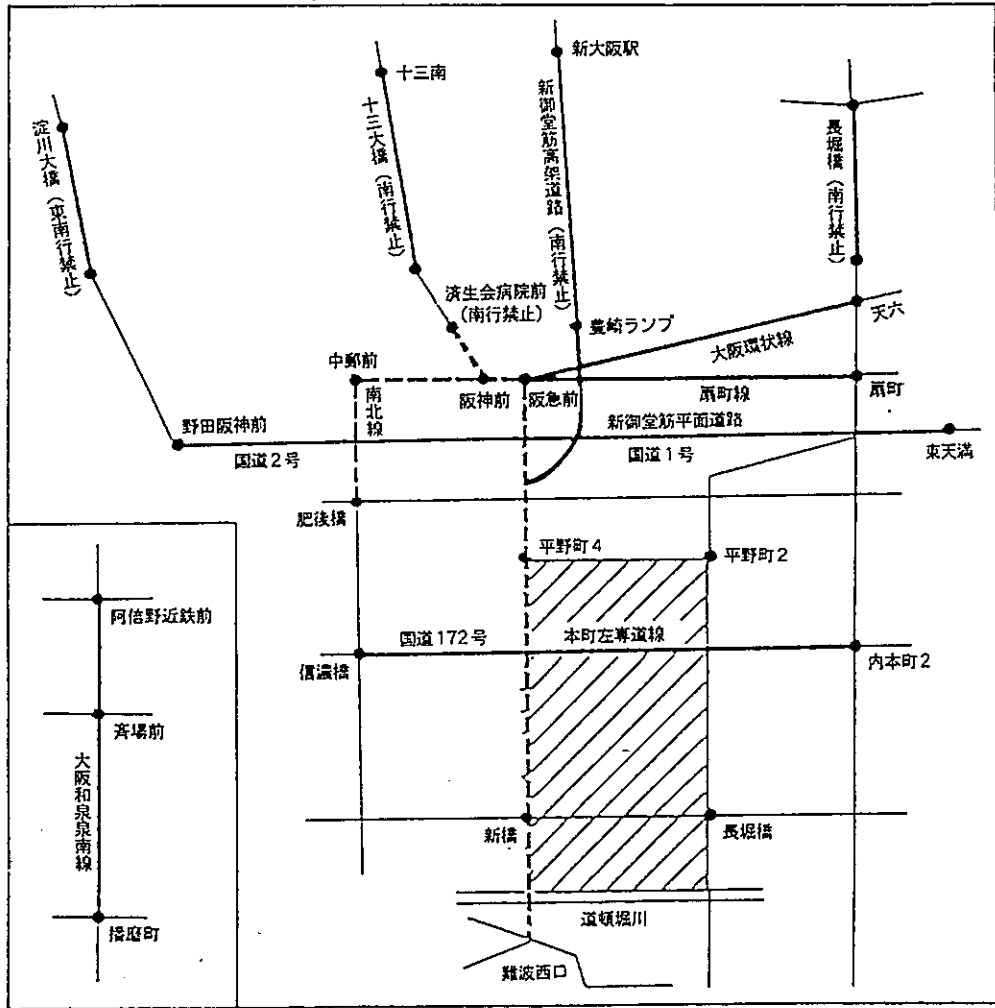 新大阪駅
十三南
新御堂筋高架道路(南行禁止)
十三大橋(南行禁止)
淀川大橋(東南行禁止)
長堀橋(南行禁止)
済生会病院前
(南行禁止)
豊崎ランプ
天六
大阪環状線
中郵前
南北線
阪神前
阪急前
扇町線
扇町
野田阪神前
新御堂筋平面道路
国道2号
国道1号
東天満
肥後橋
平野町4
平野町2
阿倍野近鉄前
国道172号
本町左専道線
信濃橋
内本町2
斉場前
大阪和泉泉南線
新橋
長堀橋
播磨町
道頓堀川
難波西口